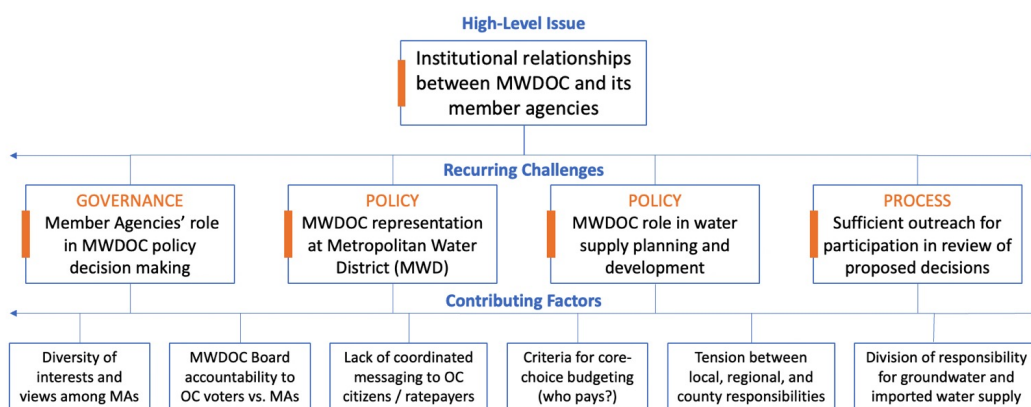 High-Level Issue
Institutional relationships
between MWDOC and its
member agencies
Recurring Challenges
GOVERNANCE
Member Agencies’ role
in MWDOC policy
decision making
POLICY
MWDOC representation
at Metropolitan Water
District (MWD)
POLICY
MWDOC role in water
supply planning and
development
PROCESS
Sufficient outreach for
participation in review of
proposed decisions
Contributing Factors
Diversity of
interests and
views among MAs
MWDOC Board
accountability to
OC voters vs. MAs
Lack of coordinated
messaging to OC
citizens / ratepayers
Criteria for core-
choice budgeting
(who pays?)
Tension between
local, regional, and
county responsibilities
Division of responsibility
for groundwater and
imported water supply